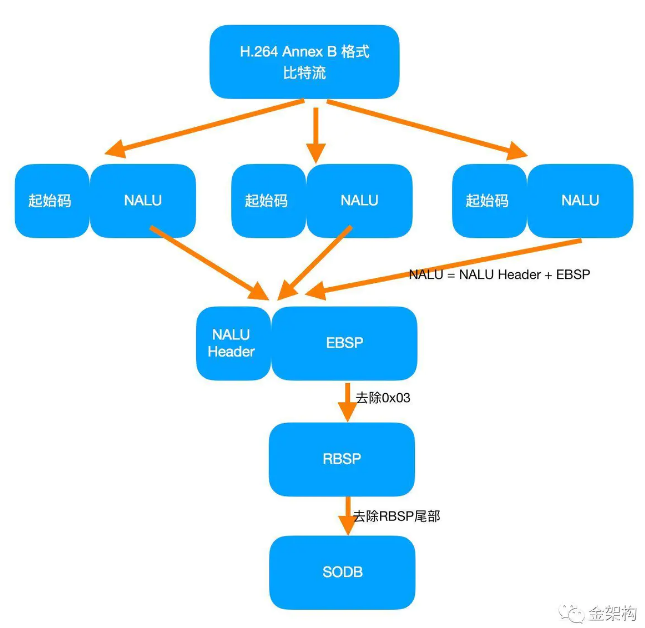 H.264 Annex B 格式
比特流
起始码
NALU
起始码
NALU
起始码
NALU
NALU = NALU Header + EBSP
NALU
Header
EBSP
去除0x03
RBSP
去除RBSP尾部
SODB
金架构